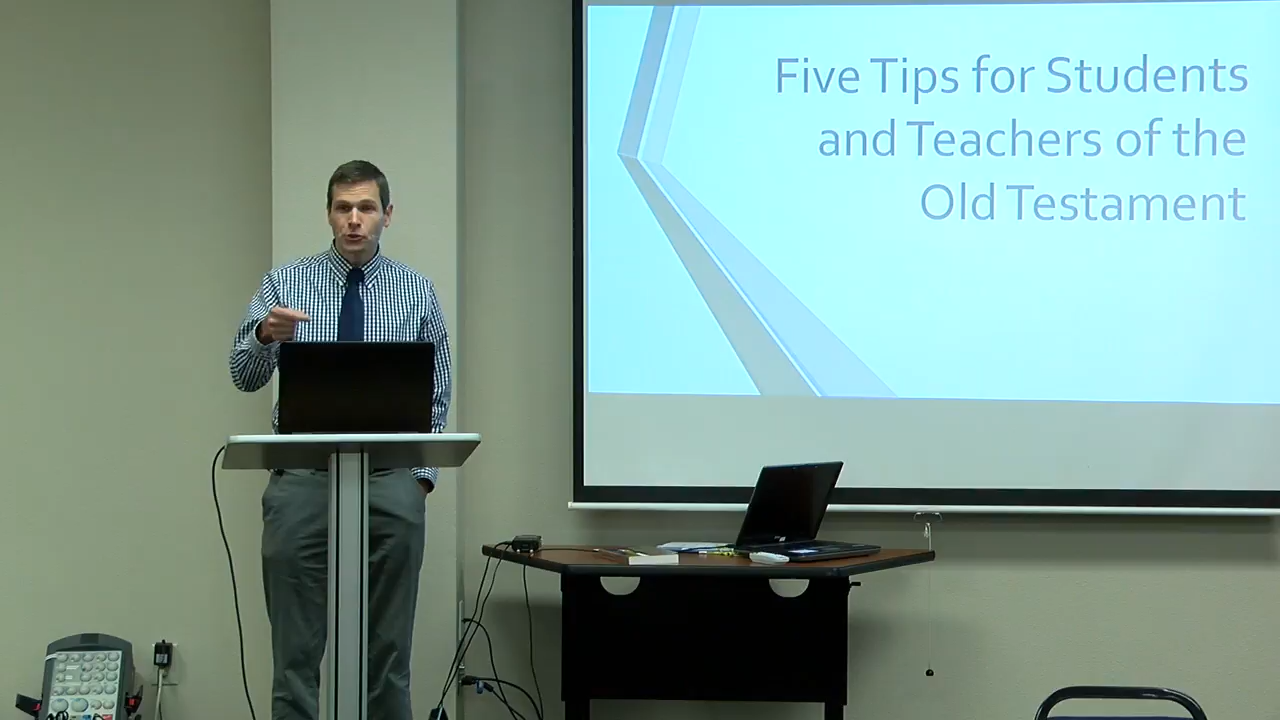 Five Tips for Students
and Teachers of the
Old Testament